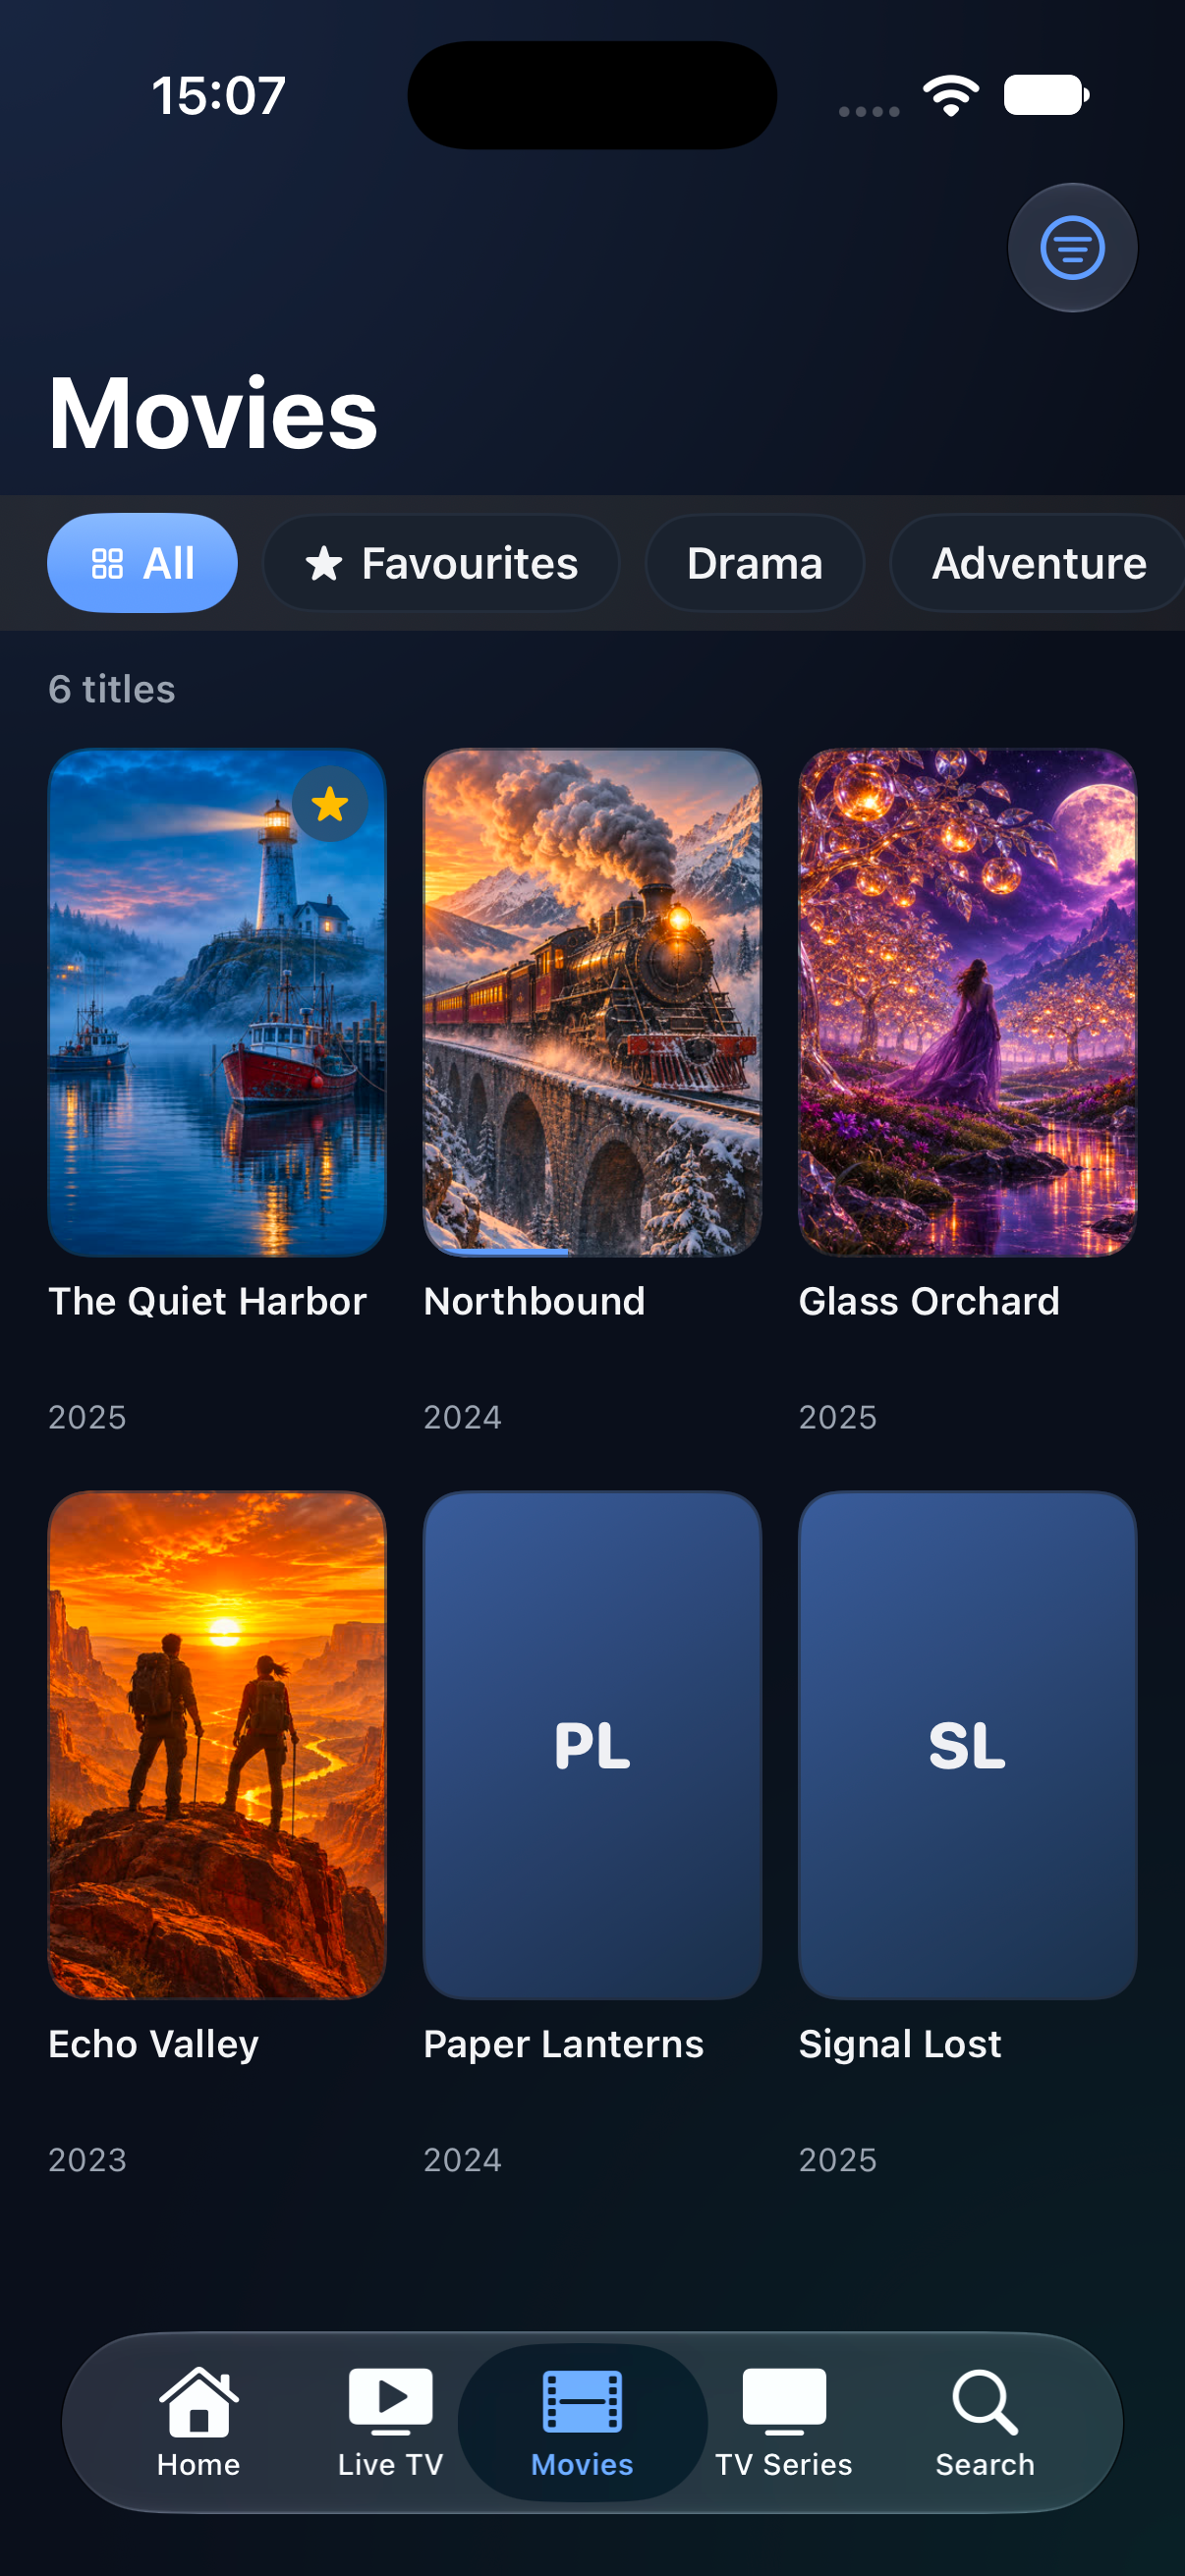 15:07
Movies
All
Favourites
Drama
Adventure
6 titles
The Quiet Harbor
Northbound
Glass Orchard
2025
2024
2025
PL
SL
Echo Valley
Paper Lanterns
Signal Lost
2023
2024
2025
Home
Live TV
Movies
TV Series
Search